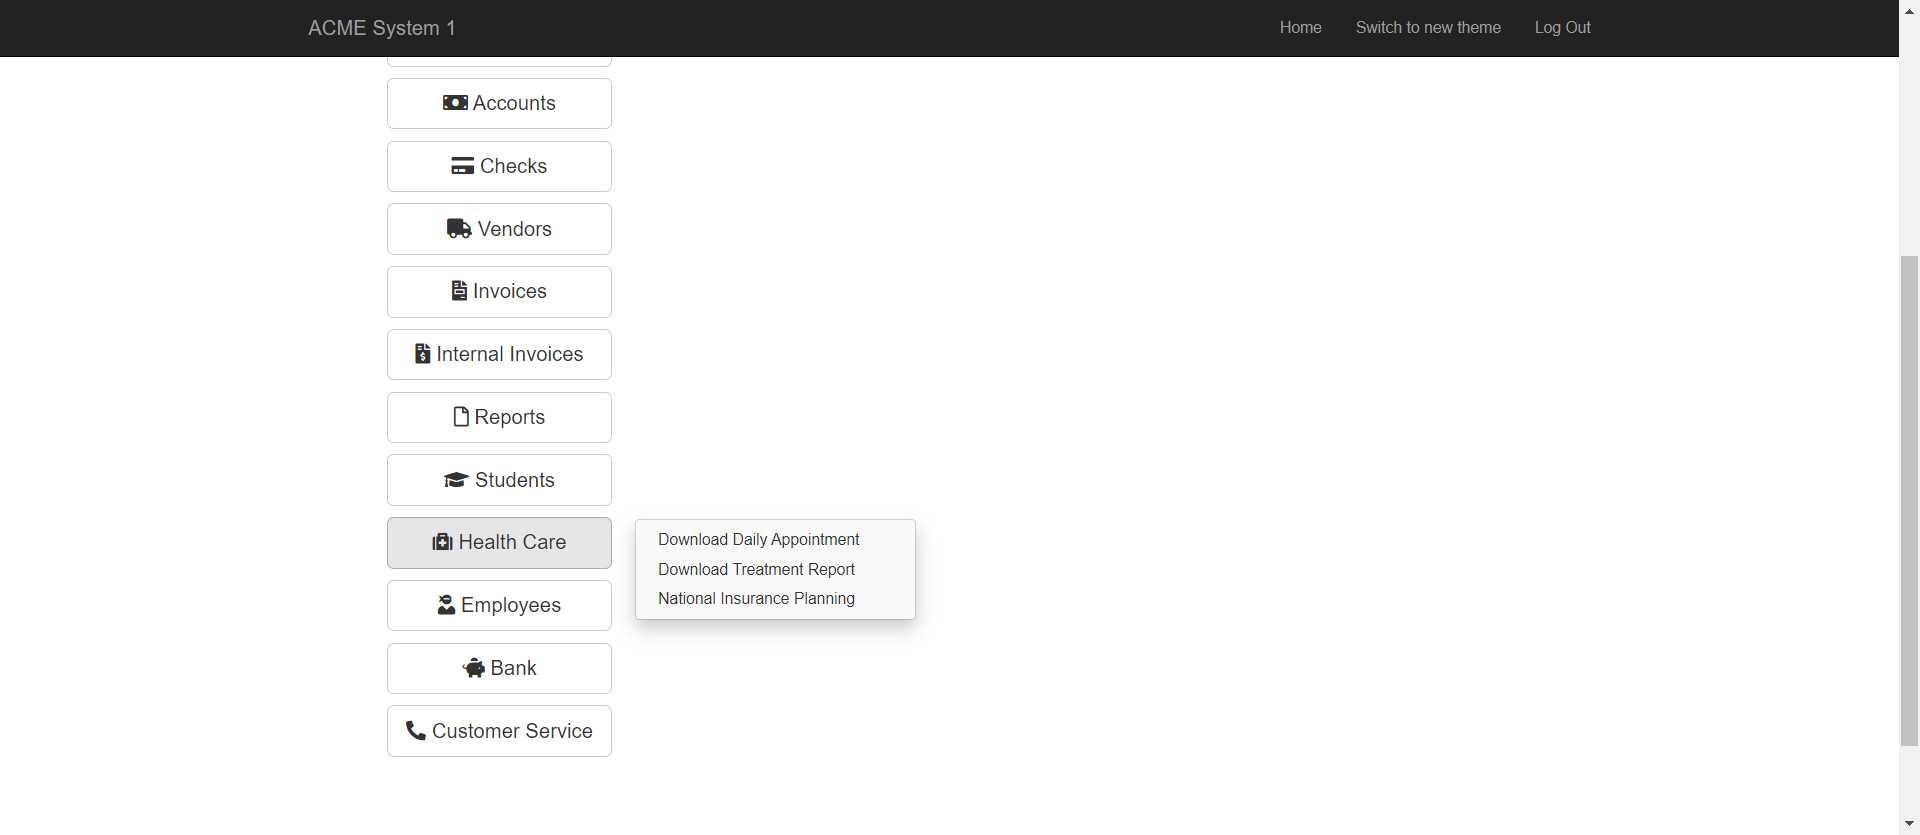 ACME System 1
Home
Switch to new theme
Log Out
Accounts
Checks
Vendors
Invoices
Internal Invoices
Reports
Students
Health Care
Download Daily Appointment
Download Treatment Report
National Insurance Planning
Employees
Bank
Customer Service